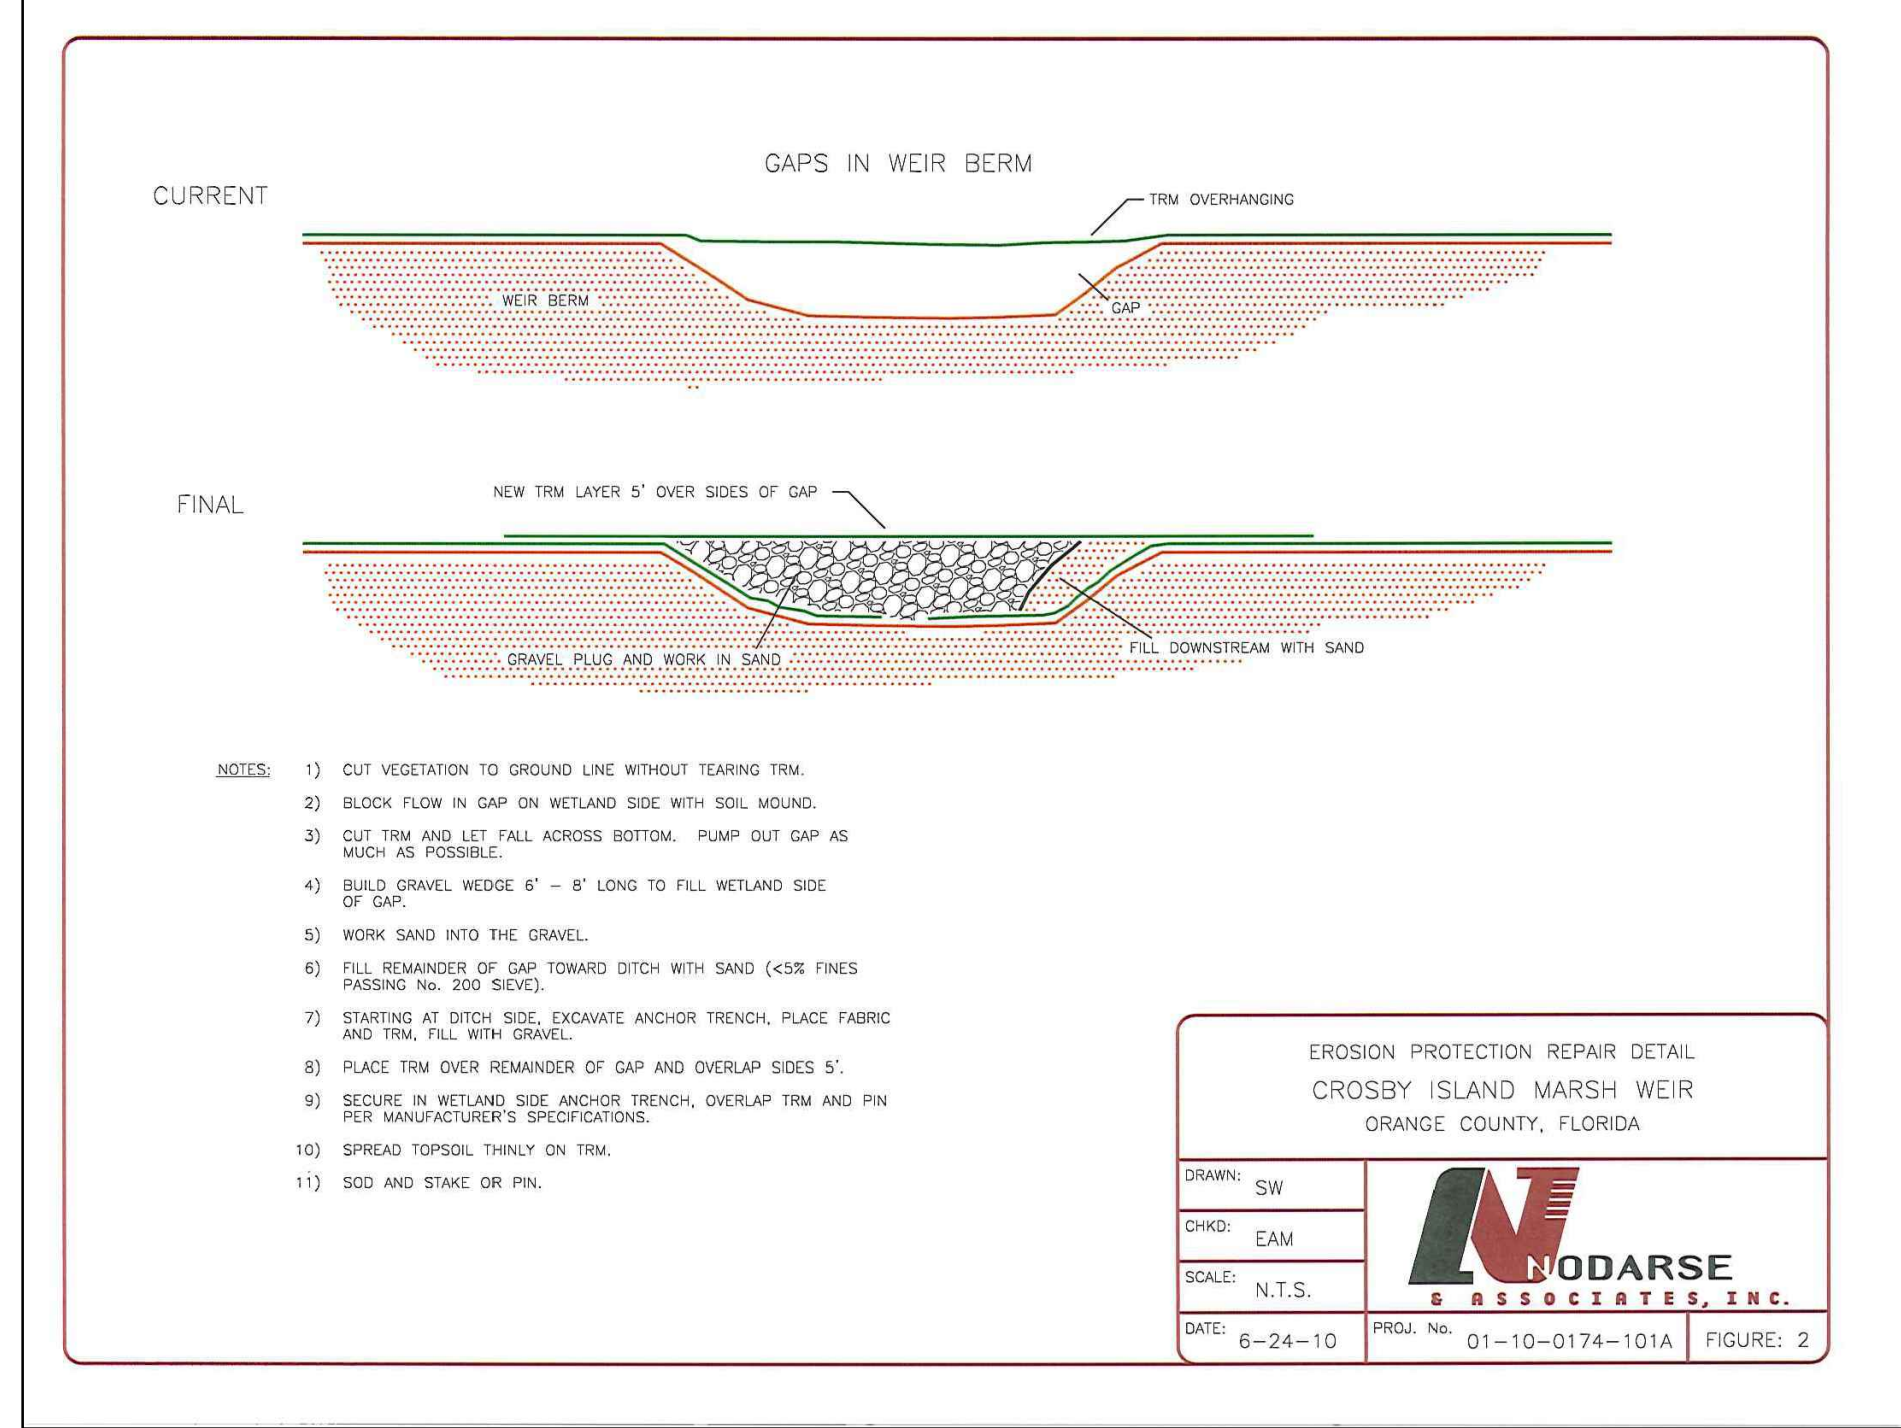 GAPS IN WEIR BERM
CURRENT
TRM OVERHANGING
WEIR BERM
GAP
FINAL
NEW TRM LAYER 5' OVER SIDES OF GAP
GRAVEL PLUG AND WORK IN SAND
FILL DOWNSTREAM WITH SAND
NOTES:
1) CUT VEGETATION TO GROUND LINE WITHOUT TEARING TRM.
2) BLOCK FLOW IN GAP ON WETLAND SIDE WITH SOIL MOUND.
3) CUT TRM AND LET FALL ACROSS BOTTOM. PUMP OUT GAP AS
MUCH AS POSSIBLE.
4) BUILD GRAVEL WEDGE 6' – 8' LONG TO FILL WETLAND SIDE
OF GAP.
5) WORK SAND INTO THE GRAVEL.
6) FILL REMAINDER OF GAP TOWARD DITCH WITH SAND (<5% FINES
PASSING No. 200 SIEVE).
7) STARTING AT DITCH SIDE, EXCAVATE ANCHOR TRENCH, PLACE FABRIC
AND TRM, FILL WITH GRAVEL.
8) PLACE TRM OVER REMAINDER OF GAP AND OVERLAP SIDES 5'.
9) SECURE IN WETLAND SIDE ANCHOR TRENCH, OVERLAP TRM AND PIN
PER MANUFACTURER'S SPECIFICATIONS.
10) SPREAD TOPSOIL THINLY ON TRM.
11) SOD AND STAKE OR PIN.
EROSION PROTECTION REPAIR DETAIL
CROSBY ISLAND MARSH WEIR
ORANGE COUNTY, FLORIDA
DRAWN: SW
CHKD: EAM
SCALE: N.T.S.
DATE: 6–24–10
NODARSE
& ASSOCIATES, INC.
PROJ. No. 01–10–0174–101A
FIGURE: 2